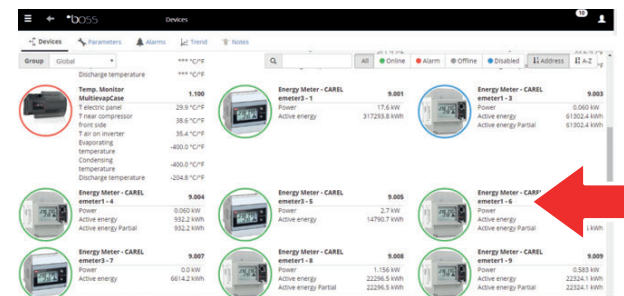 boss
Devices
10
Devices Parameters Alarms Trend Notes
Group Global All Online Alarm Offline Disabled Address A-Z
Discharge temperature *** °C/°F
Temp. Monitor
MultievapCase 1.100
T electric panel 29.9 °C/°F
T near compressor
front side 38.6 °C/°F
T air on inverter 35.4 °C/°F
Evaporating
temperature -400.0 °C/°F
Condensing
temperature -400.0 °C/°F
Discharge temperature -204.8 °C/°F
Energy Meter - CAREL
emeter3 - 1 9.001
Power 17.6 kW
Active energy 317293.8 kWh
Energy Meter - CAREL
emeter1 - 3 9.003
Power 0.060 kW
Active energy 61302.4 kWh
Active energy Partial 61302.4 kWh
Energy Meter - CAREL
emeter1 - 4 9.004
Power 0.060 kW
Active energy 932.2 kWh
Active energy Partial 932.2 kWh
Energy Meter - CAREL
emeter3 - 5 9.005
Power 2.7 kW
Active energy 14790.7 kWh
Energy Meter -
emeter1 - 6
Power
Active energy
Active energy Partial kWh
Energy Meter - CAREL
emeter3 - 7 9.007
Power 0.0 kW
Active energy 6614.2 kWh
Energy Meter - CAREL
emeter1 - 8 9.008
Power 1.156 kW
Active energy 22296.5 kWh
Active energy Partial 22296.5 kWh
Energy Meter - CAREL
emeter1 - 9 9.009
Power 0.583 kW
Active energy 22324.1 kWh
Active energy Partial 22324.1 kWh